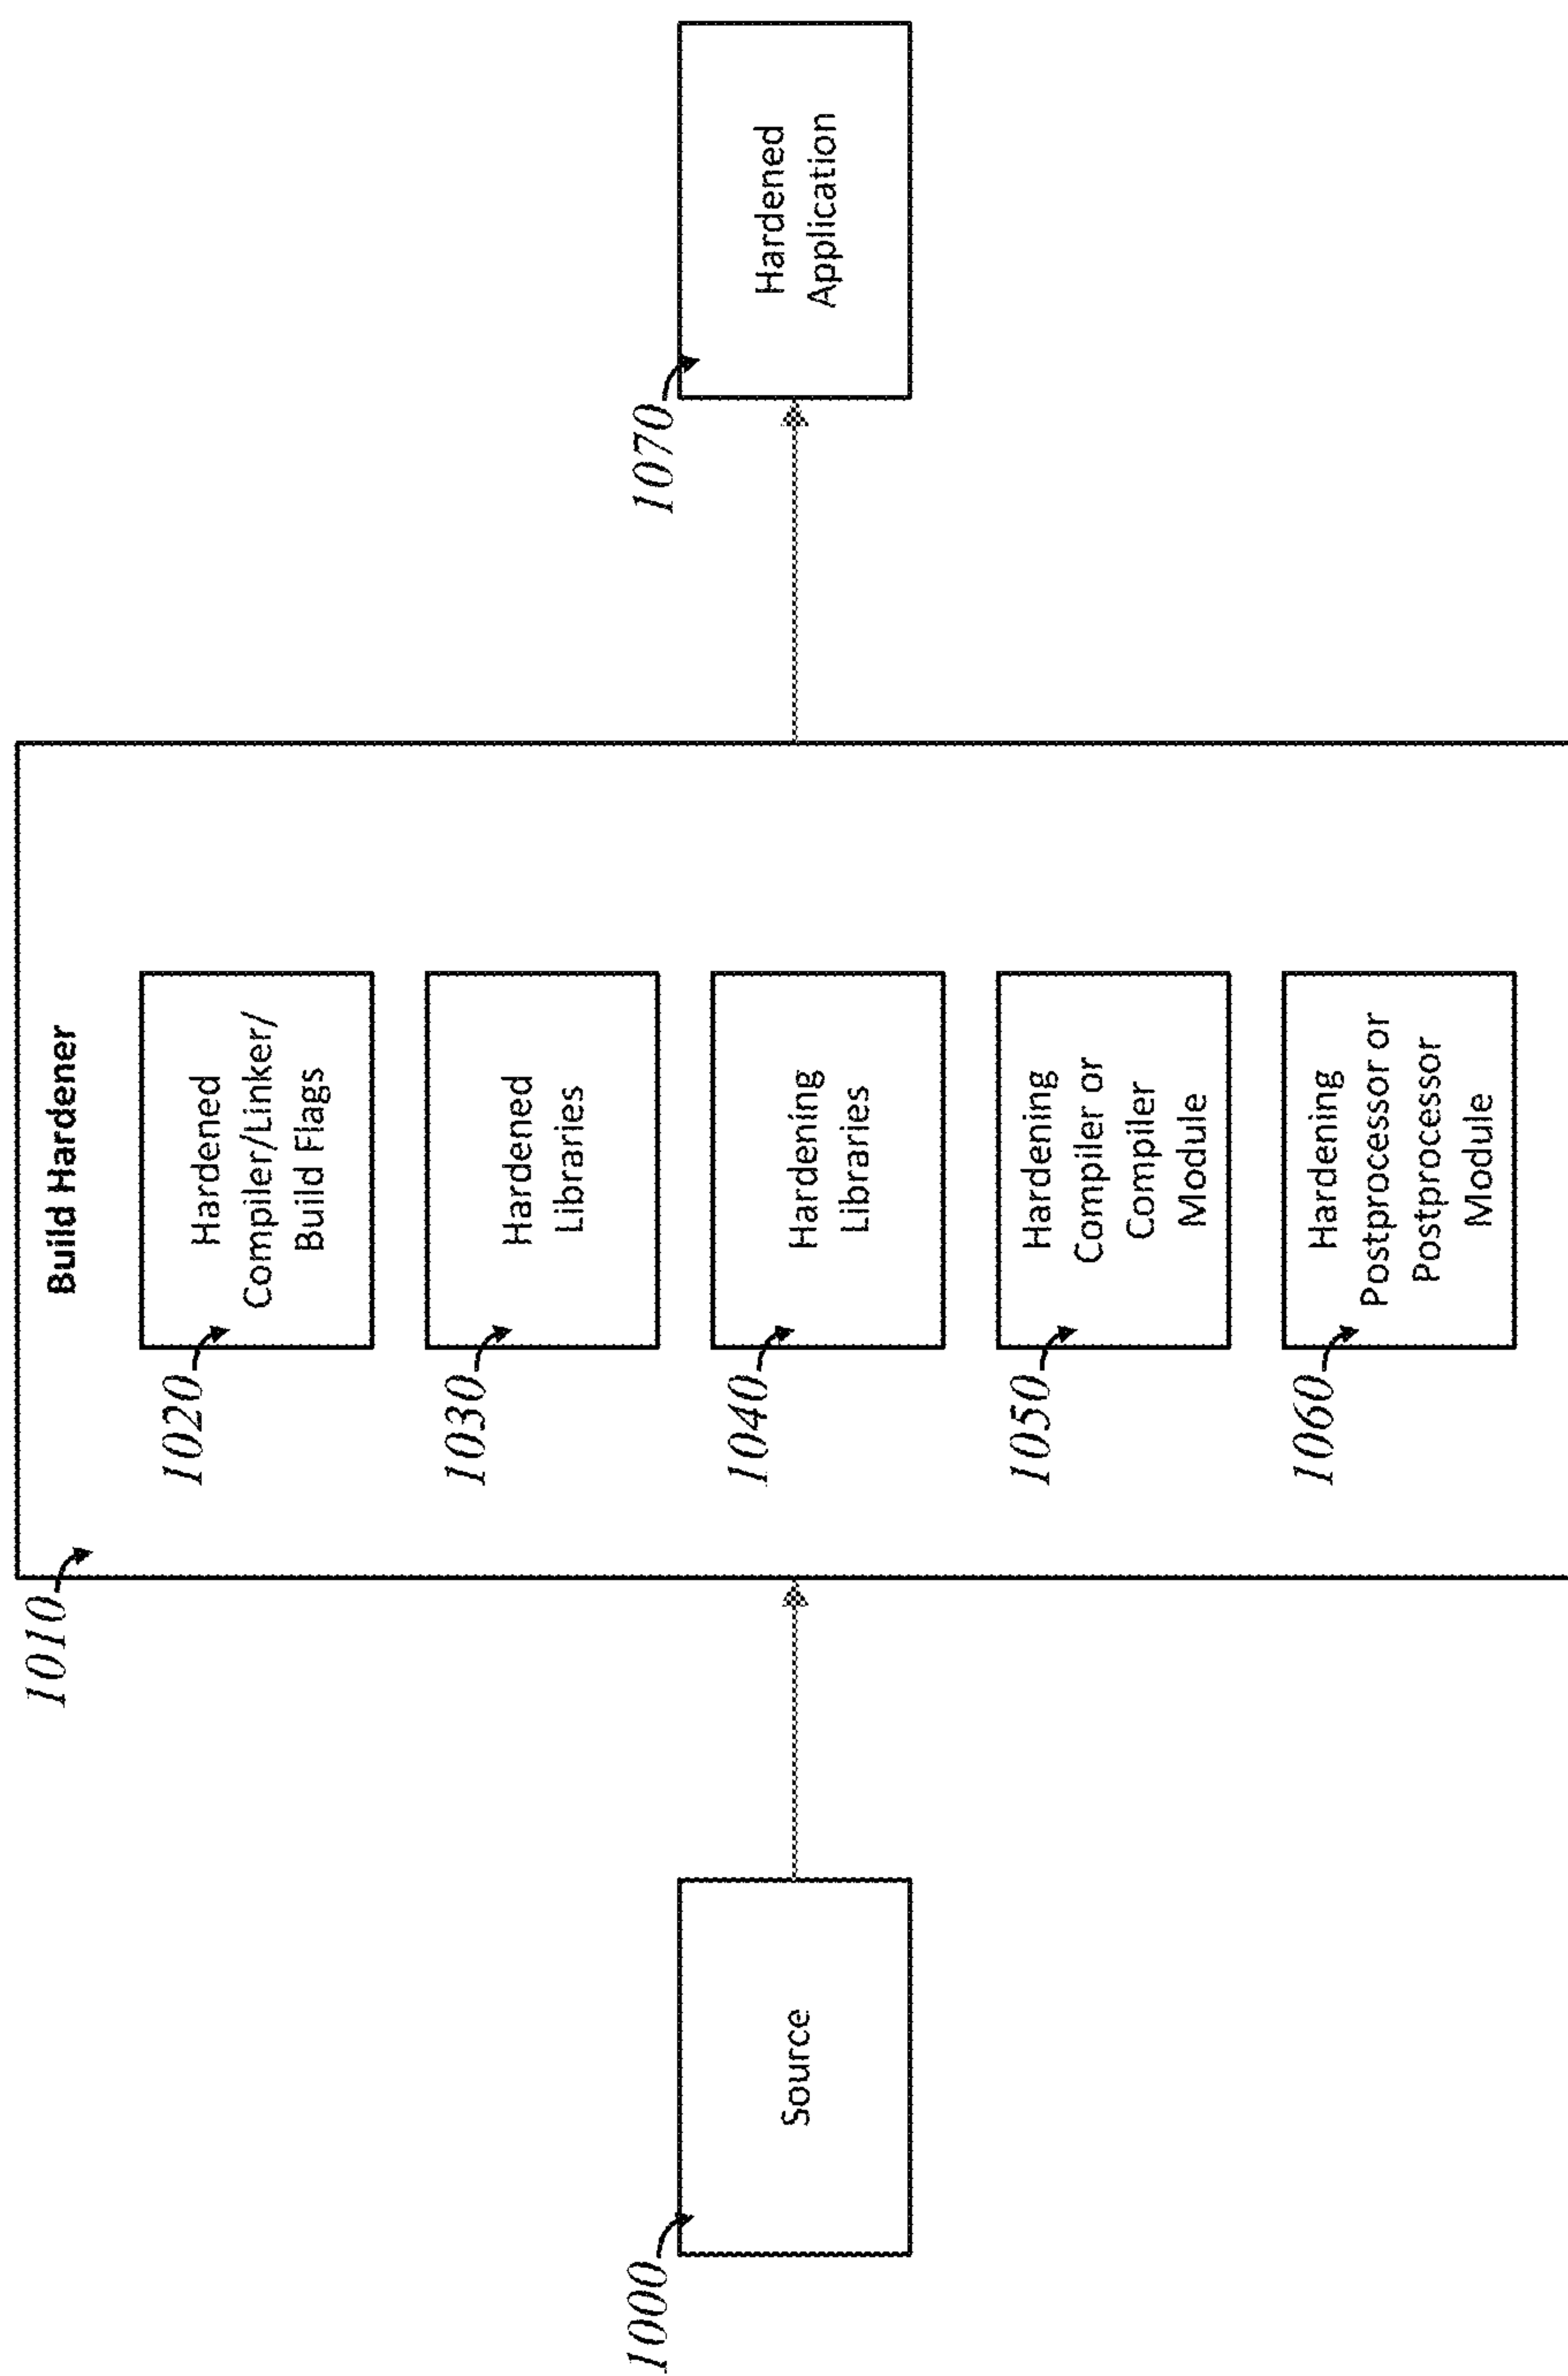 1000
Source
1010
Build Hardener
1020
Hardened
Compiler/Linker/
Build Flags
1030
Hardened
Libraries
1040
Hardening
Libraries
1050
Hardening
Compiler or
Compiler
Module
1060
Hardening
Postprocessor or
Postprocessor
Module
1070
Hardened
Application